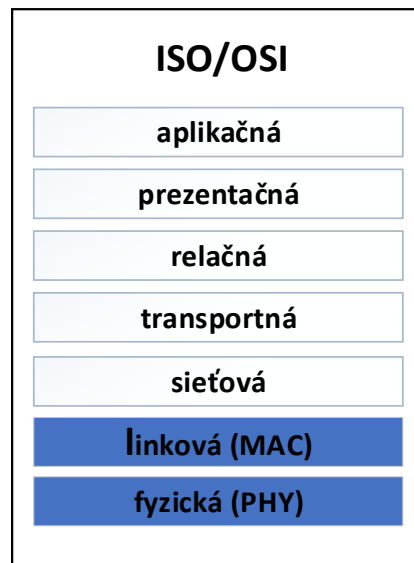 ISO/OSI
aplikačná
prezentačná
relačná
transportná
sieťová
linková (MAC)
fyzická (PHY)